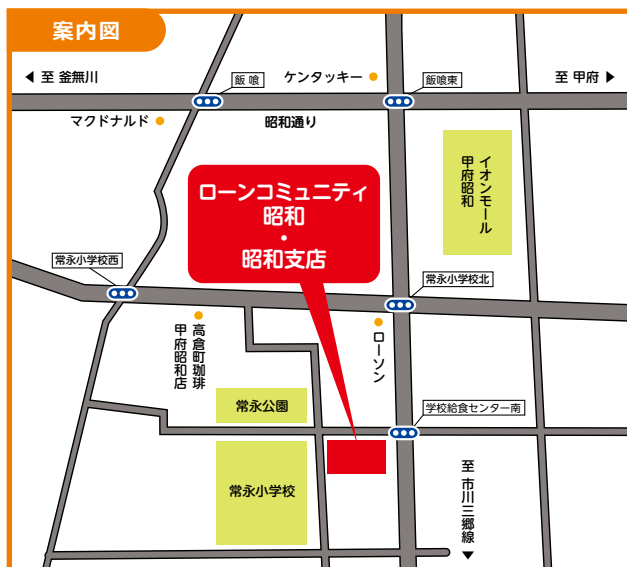 案内図
◀ 至 釜無川
飯 喰
ケンタッキー
飯喰東
至 甲府 ▶
マクドナルド
昭和通り
イオンモール
甲府昭和
ローンコミュニティ
昭和
・
昭和支店
常永小学校西
常永小学校北
高倉町珈琲
甲府昭和店
ローソン
常永公園
学校給食センター南
常永小学校
至 市川三郷線 ▼